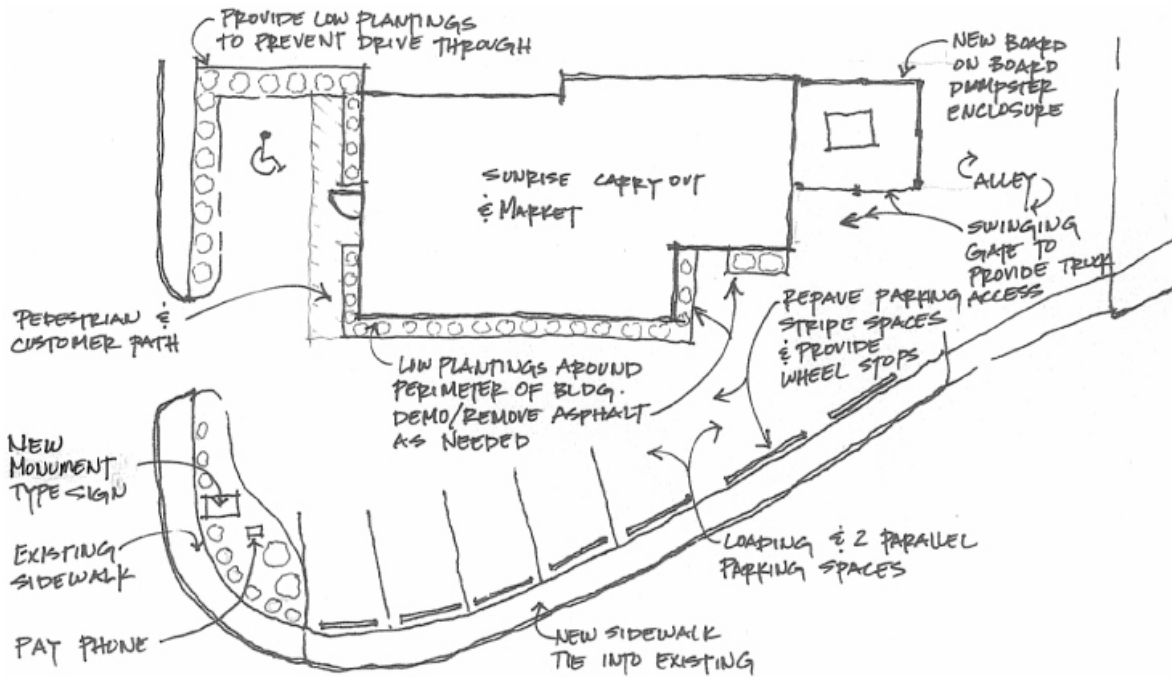 PROVIDE LOW PLANTINGS
TO PREVENT DRIVE THROUGH
NEW BOARD
ON BOARD
DUMPSTER
ENCLOSURE
SUNRISE CARRY OUT
& MARKET
ALLEY
SWINGING
GATE TO
PROVIDE TRUCK
ACCESS
PEDESTRIAN &
CUSTOMER PATH
REPAVE PARKING
STRIPE SPACES
& PROVIDE
WHEEL STOPS
LOW PLANTINGS AROUND
PERIMETER OF BLDG.
DEMO/REMOVE ASPHALT
AS NEEDED
NEW
MONUMENT
TYPE SIGN
EXISTING
SIDEWALK
PAY PHONE
LOADING & 2 PARALLEL
PARKING SPACES
NEW SIDEWALK
TIE INTO EXISTING